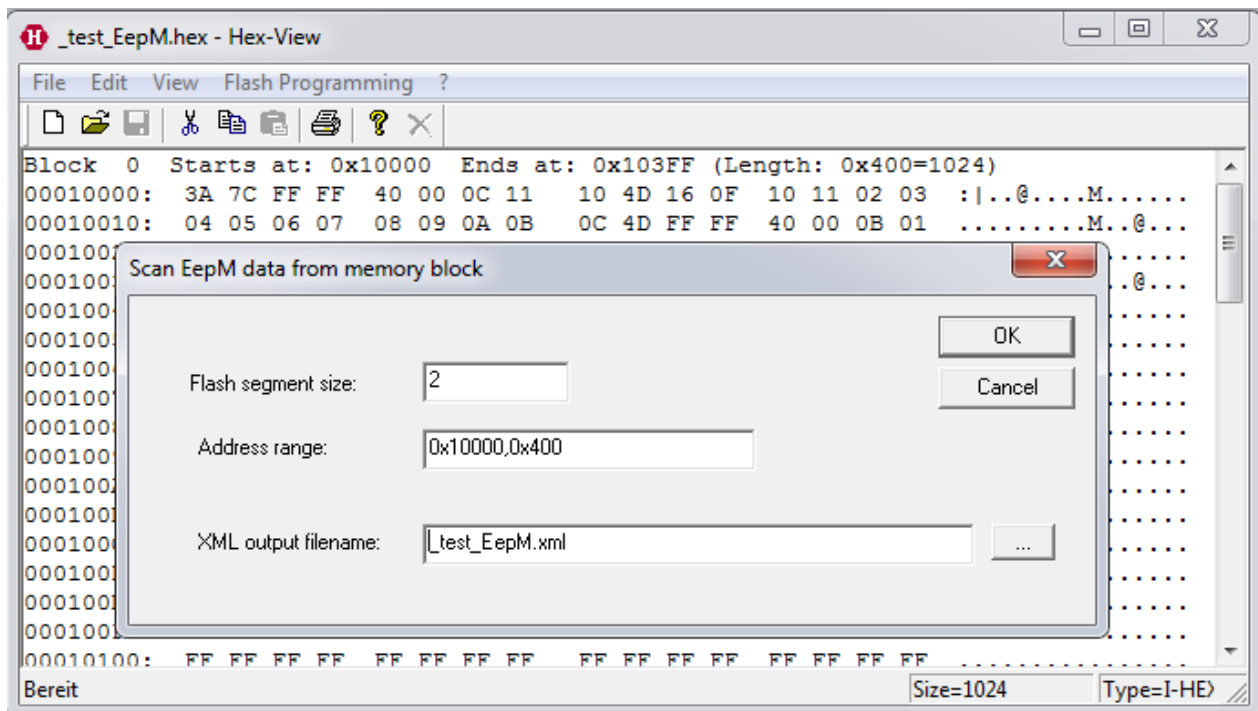 _test_EepM.hex - Hex-View
File Edit View Flash Programming ?
Block 0 Starts at: 0x10000 Ends at: 0x103FF (Length: 0x400=1024)
00010000: 3A 7C FF FF 40 00 0C 11 10 4D 16 0F 10 11 02 03 :|..@....M......
00010010: 04 05 06 07 08 09 0A 0B 0C 4D FF FF 40 00 0B 01 .........M..@...
Scan EepM data from memory block
OK
Flash segment size: 2
Cancel
Address range: 0x10000,0x400
XML output filename: _test_EepM.xml ...
00010100: FF FF FF FF FF FF FF FF FF FF FF FF FF FF FF FF ................
Bereit Size=1024 Type=I-HE